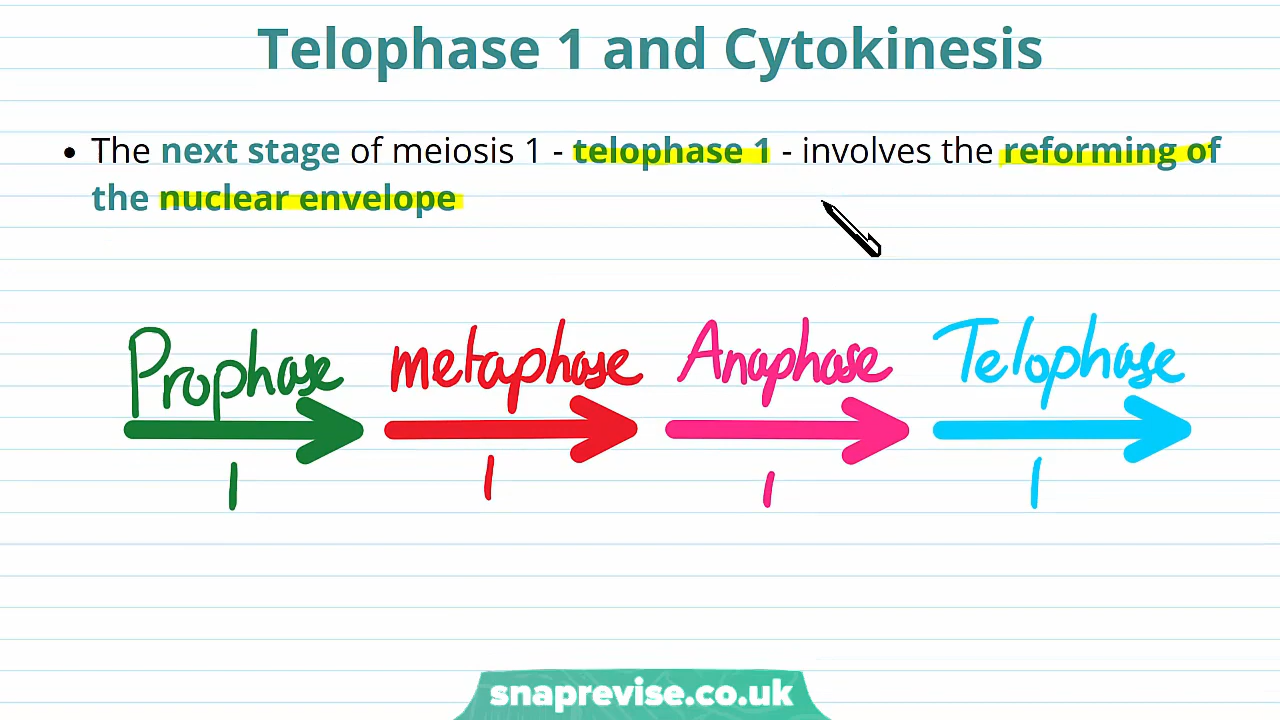 Telophase 1 and Cytokinesis
• The next stage of meiosis 1 - telophase 1 - involves the reforming of
the nuclear envelope
Prophase metaphase Anaphase Telophase
1 1 1 1
snaprevise.co.uk